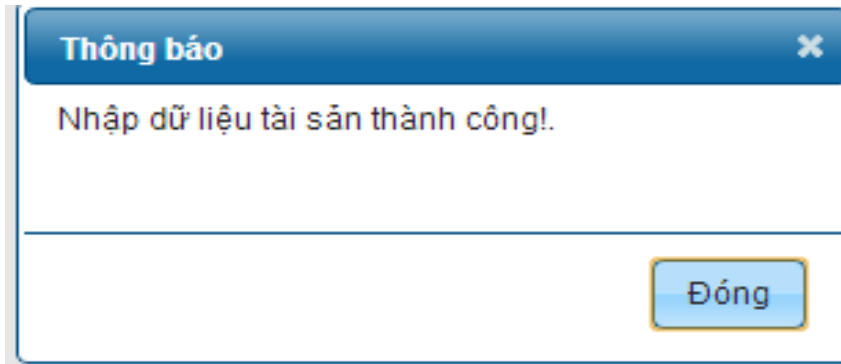 Thông báo
Nhập dữ liệu tài sản thành công!.
Đóng